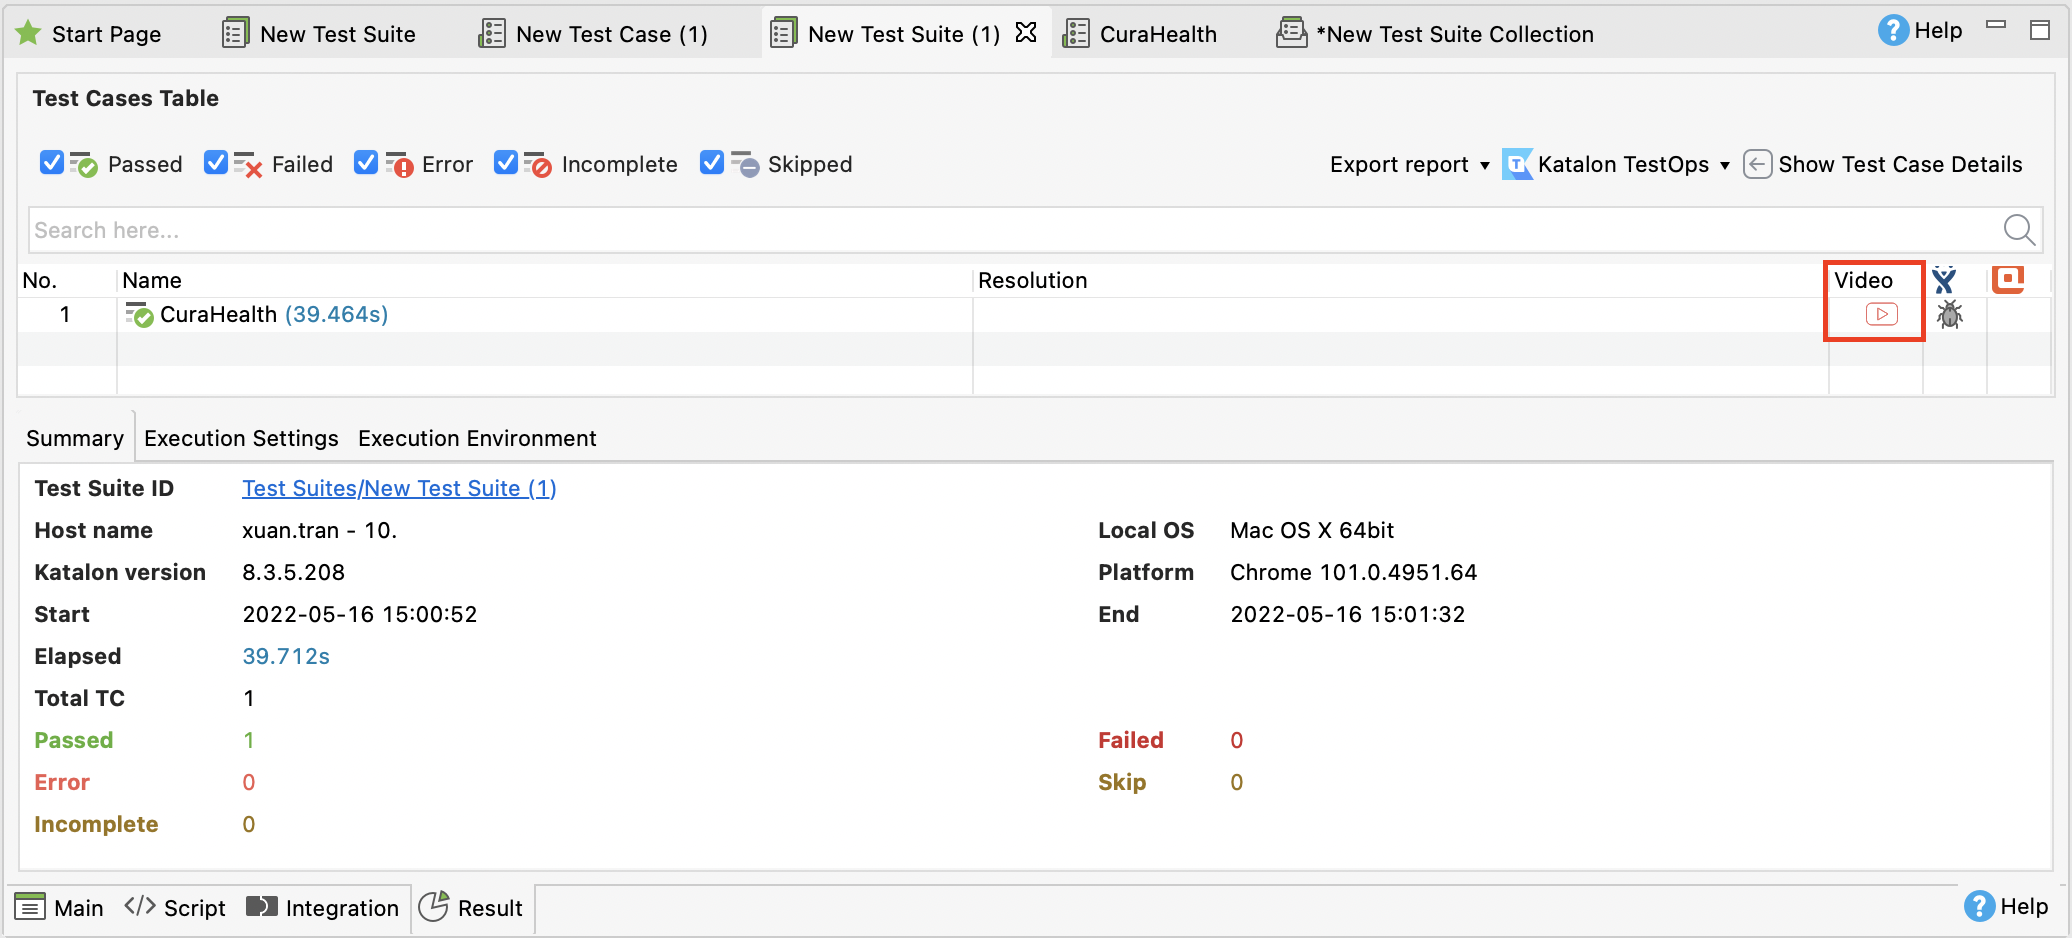 Start Page New Test Suite New Test Case (1) New Test Suite (1) CuraHealth *New Test Suite Collection Help
Test Cases Table
Passed Failed Error Incomplete Skipped Export report Katalon TestOps Show Test Case Details
Search here...
No. Name Resolution Video
1 CuraHealth (39.464s)
Summary Execution Settings Execution Environment
Test Suite ID Test Suites/New Test Suite (1)
Host name xuan.tran - 10. Local OS Mac OS X 64bit
Katalon version 8.3.5.208 Platform Chrome 101.0.4951.64
Start 2022-05-16 15:00:52 End 2022-05-16 15:01:32
Elapsed 39.712s
Total TC 1
Passed 1 Failed 0
Error 0 Skip 0
Incomplete 0
Main Script Integration Result Help